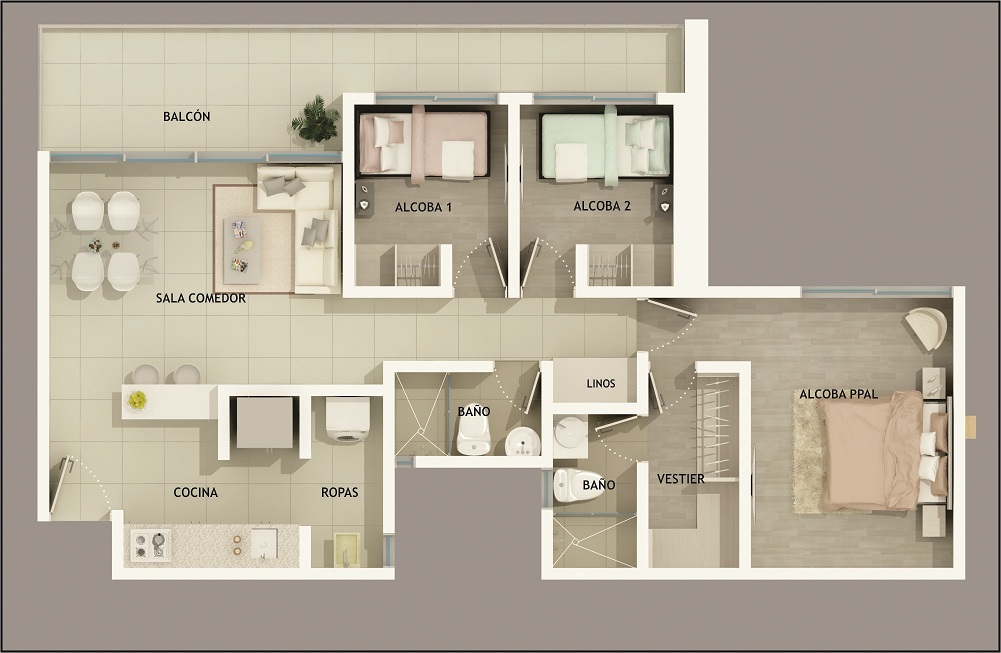 BALCÓN
ALCOBA 1
ALCOBA 2
SALA COMEDOR
LINOS
ALCOBA PPAL
BAÑO
COCINA
ROPAS
BAÑO
VESTIER